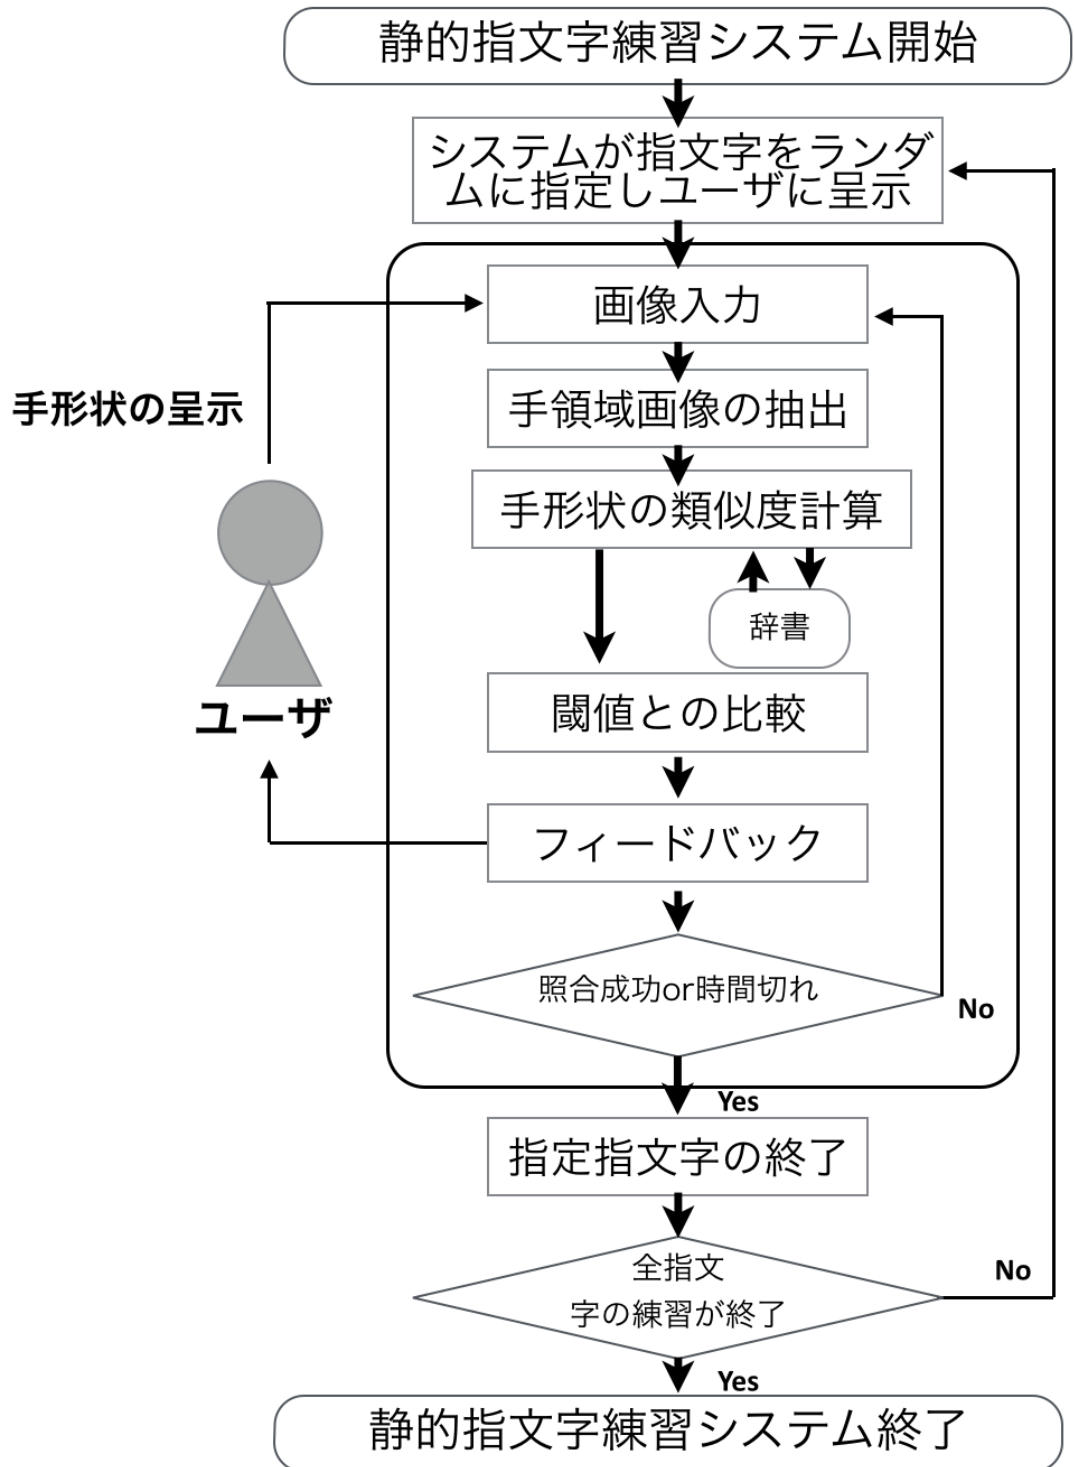 静的指文字練習システム開始
システムが指文字をランダ
ムに指定しユーザに呈示
画像入力
手形状の呈示
手領域画像の抽出
手形状の類似度計算
辞書
ユーザ
閾値との比較
フィードバック
照合成功or時間切れ
No
Yes
指定指文字の終了
全指文
字の練習が終了
No
Yes
静的指文字練習システム終了